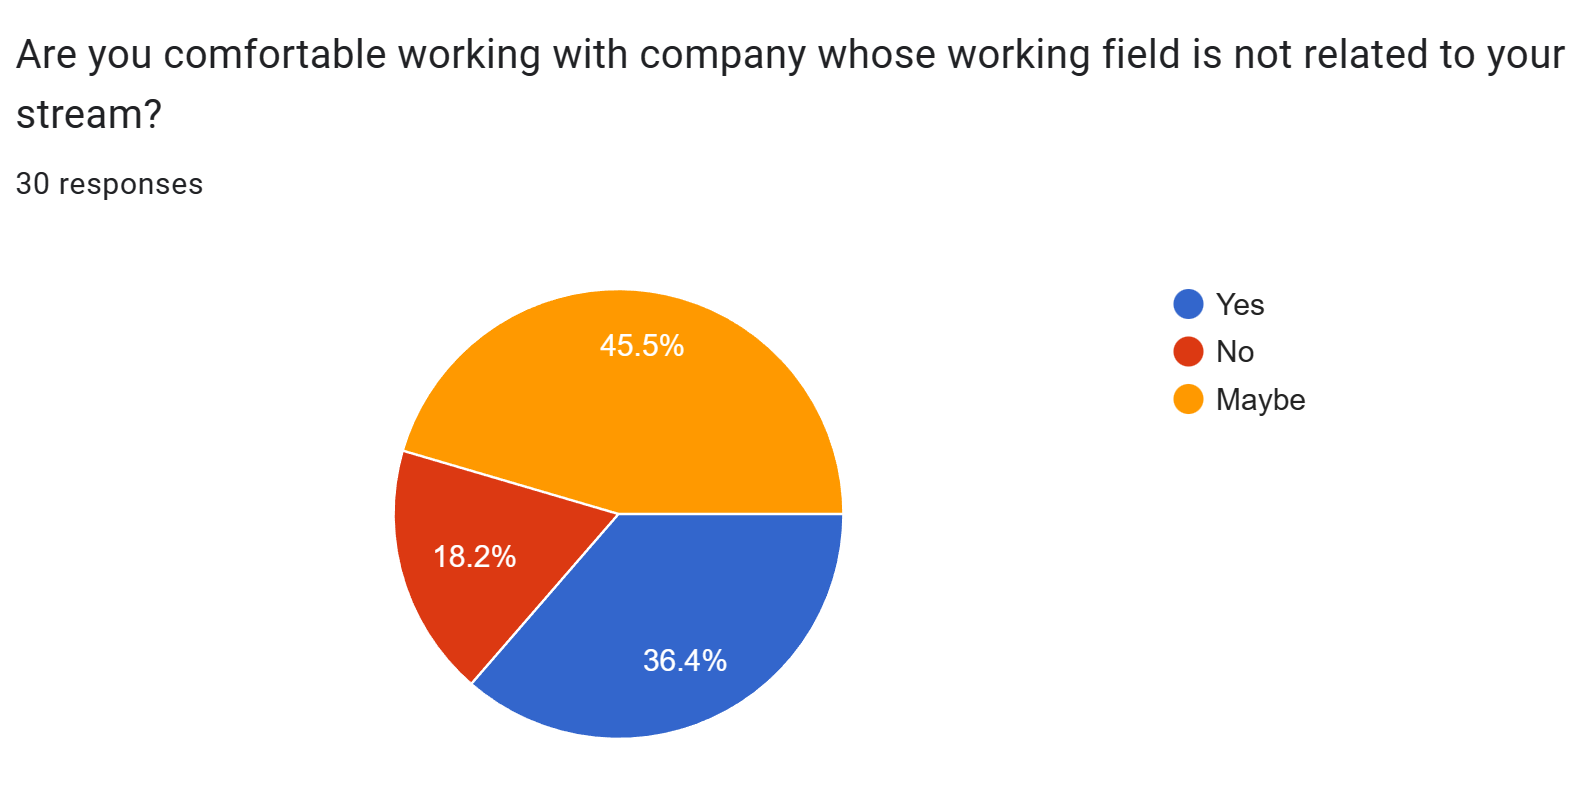 Are you comfortable working with company whose working field is not related to your
stream?
30 responses
45.5%
18.2%
36.4%
Yes
No
Maybe